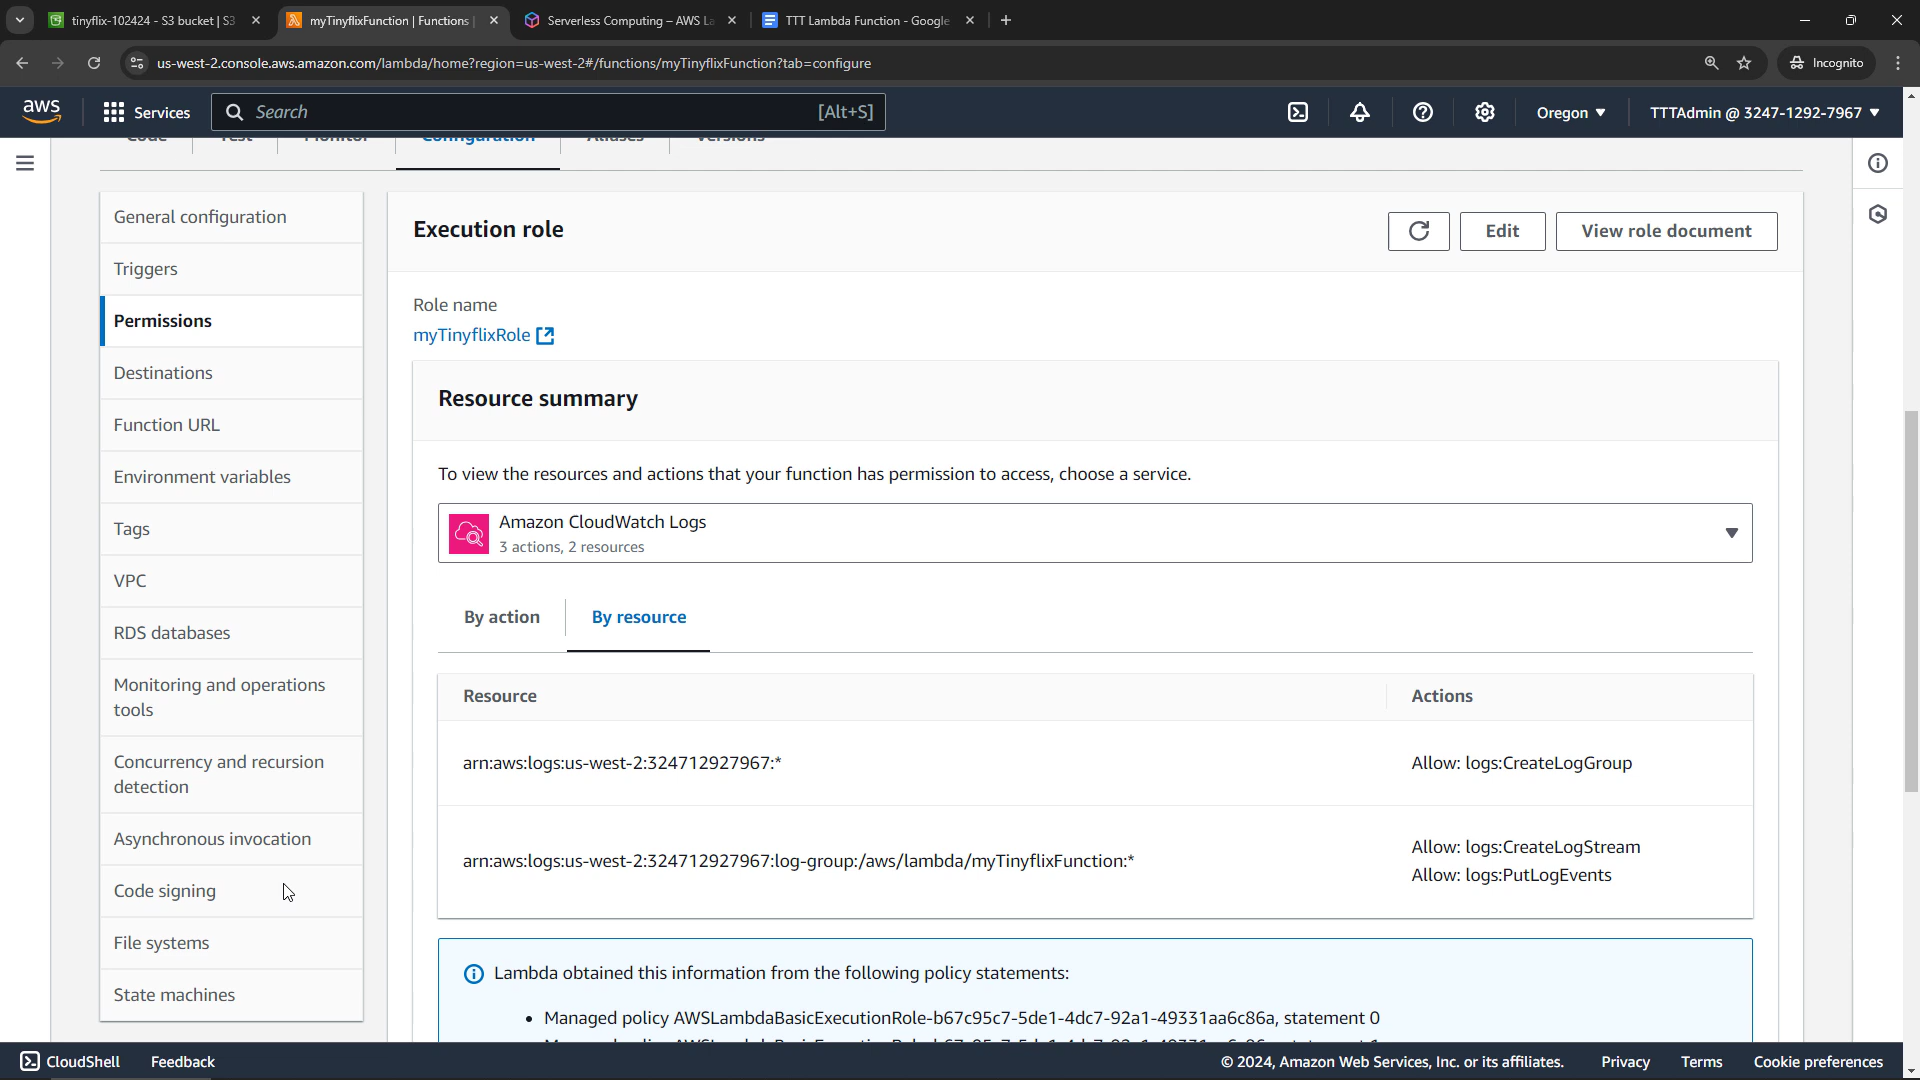 tinyflix-102424 - S3 bucket | S3
myTinyflixFunction | Functions
Serverless Computing – AWS La
TTT Lambda Function - Google
us-west-2.console.aws.amazon.com/lambda/home?region=us-west-2#/functions/myTinyflixFunction?tab=configure
Incognito
aws
Services
Search
[Alt+S]
Oregon
TTTAdmin @ 3247-1292-7967
Code
Test
Monitor
Configuration
Aliases
Versions
General configuration
Triggers
Permissions
Destinations
Function URL
Environment variables
Tags
VPC
RDS databases
Monitoring and operations
tools
Concurrency and recursion
detection
Asynchronous invocation
Code signing
File systems
State machines
Execution role
Edit
View role document
Role name
myTinyflixRole
Resource summary
To view the resources and actions that your function has permission to access, choose a service.
Amazon CloudWatch Logs
3 actions, 2 resources
By action
By resource
Resource
Actions
arn:aws:logs:us-west-2:324712927967:*
Allow: logs:CreateLogGroup
arn:aws:logs:us-west-2:324712927967:log-group:/aws/lambda/myTinyflixFunction:*
Allow: logs:CreateLogStream
Allow: logs:PutLogEvents
Lambda obtained this information from the following policy statements:
• Managed policy AWSLambdaBasicExecutionRole-b67c95c7-5de1-4dc7-92a1-49331aa6c86a, statement 0
CloudShell
Feedback
© 2024, Amazon Web Services, Inc. or its affiliates.
Privacy
Terms
Cookie preferences